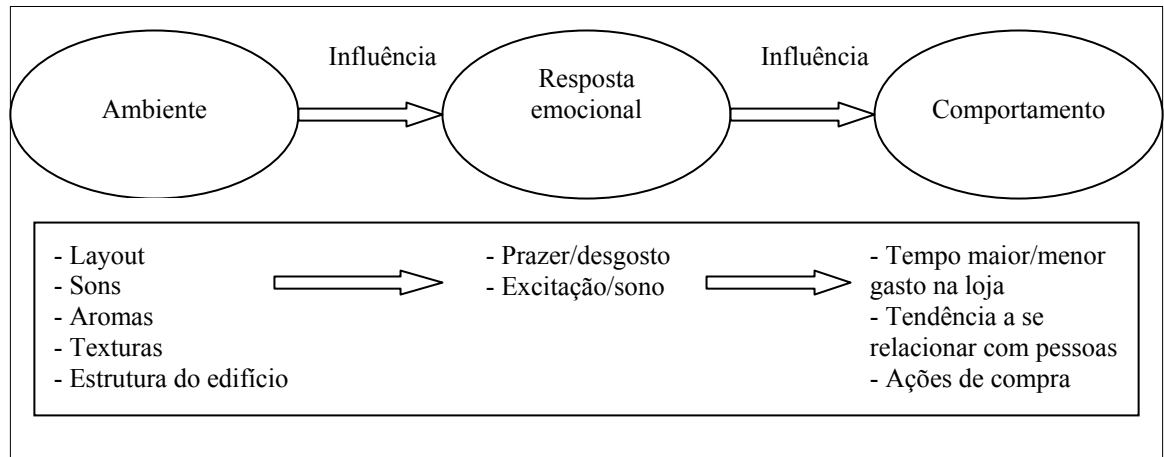 Influência
Influência
Ambiente
Resposta
emocional
Comportamento
- Layout
- Sons
- Aromas
- Texturas
- Estrutura do edifício
- Prazer/desgosto
- Excitação/sono
- Tempo maior/menor
gasto na loja
- Tendência a se
relacionar com pessoas
- Ações de compra